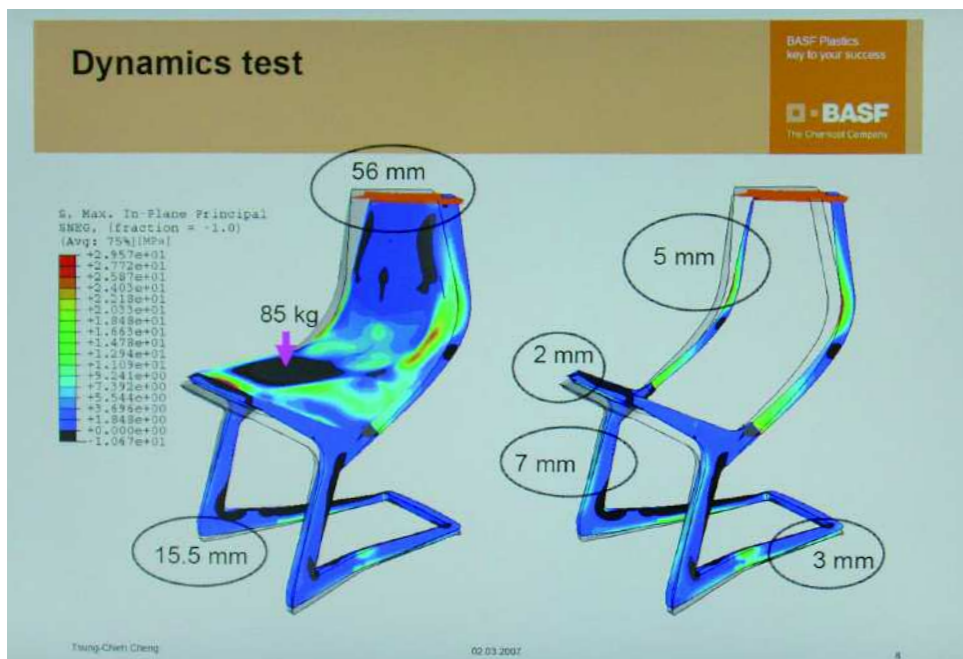 Dynamics test
BASF Plastics
key to your success
BASF
The Chemical Company
56 mm
S, Max. In-Plane Principal
SNEG, (fraction = -1.0)
(Avg: 75%)[MPa]
+2.957e+01
+2.772e+01
+2.587e+01
+2.403e+01
+2.218e+01
+2.033e+01
+1.848e+01
+1.663e+01
+1.478e+01
+1.294e+01
+1.109e+01
+9.241e+00
+7.392e+00
+5.544e+00
+3.696e+00
+1.848e+00
+0.000e+00
-1.067e+01
85 kg
5 mm
2 mm
7 mm
15.5 mm
3 mm
Tsung-Chieh Cheng
02.03.2007
8